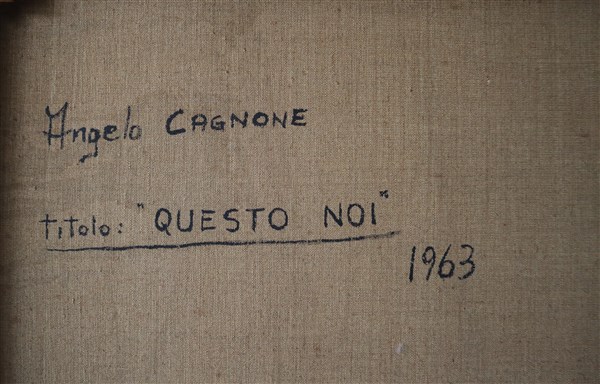 Angelo CAGNONE
titolo: "QUESTO NOI"
1963